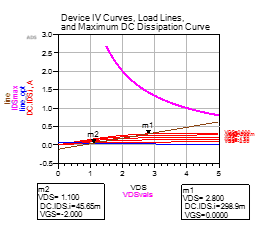 Device IV Curves, Load Lines,
and Maximum DC Dissipation Curve
3.0
2.5
2.0
1.5
1.0
0.5
0.0
-0.5
line
IDSmax
line_opt
DC.IDS.i, A
m2
m1
0
1
2
3
4
5
VDS
VDSvals
m2
VDS= 1.100
DC.IDS.i=45.65m
VGS=-2.000
m1
VDS= 2.800
DC.IDS.i=298.9m
VGS=0.0000